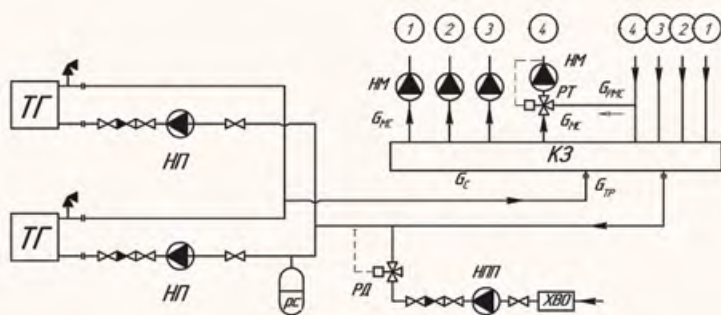 1 2 3 4 4 3 2 1
НМ НМ
РТ
G_РМС
G_МС G_МС
ТГ
НП
КЗ
G_С G_ТР
ТГ
НП
РС
РД
НПП
ХВО